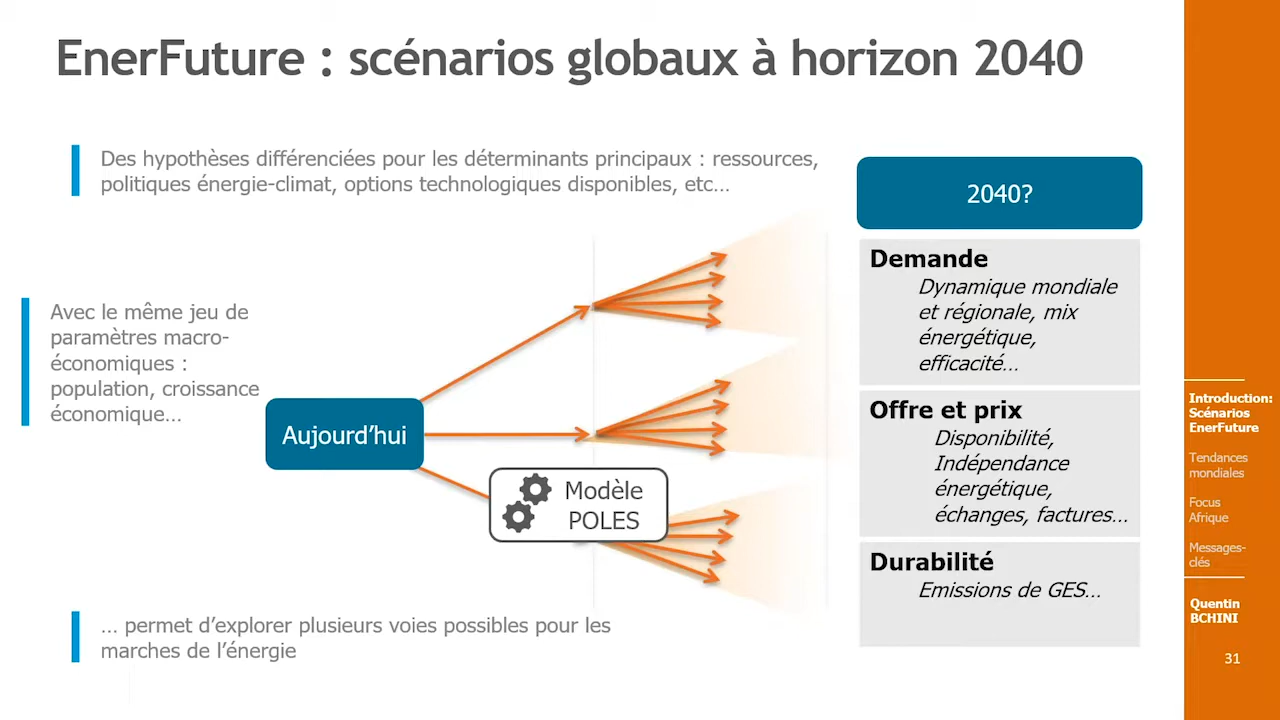 EnerFuture : scénarios globaux à horizon 2040
Des hypothèses différenciées pour les déterminants principaux : ressources,
politiques énergie-climat, options technologiques disponibles, etc…
Avec le même jeu de
paramètres macro-
économiques :
population, croissance
économique…
Aujourd’hui
Modèle
POLES
… permet d’explorer plusieurs voies possibles pour les
marches de l’énergie
2040?
Demande
Dynamique mondiale
et régionale, mix
énergétique,
efficacité…
Offre et prix
Disponibilité,
Indépendance
énergétique,
échanges, factures…
Durabilité
Emissions de GES…
Introduction:
Scénarios
EnerFuture
Tendances
mondiales
Focus
Afrique
Messages-
clés
Quentin
BCHINI
31